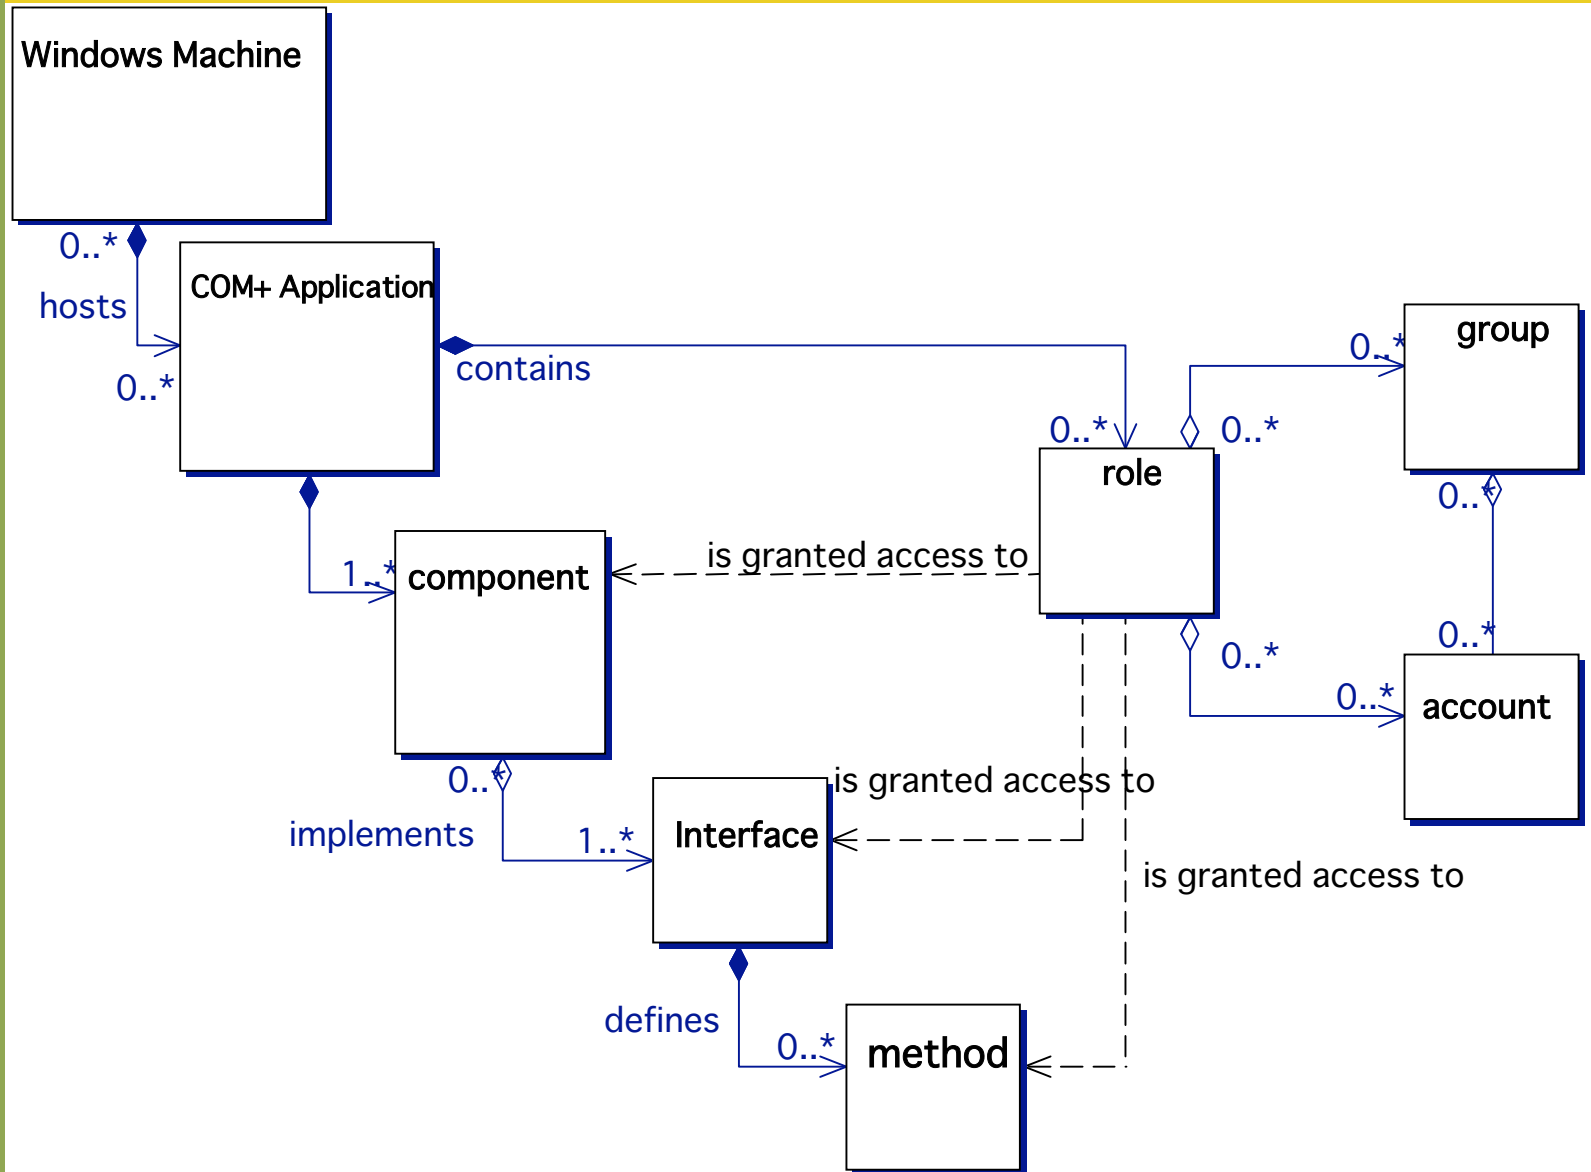 Windows Machine
0..*
hosts
0..*
COM+ Application
contains
0..*
role
0..*
0..*
group
0..*
0..*
account
0..*
0..*
1..*
component
is granted access to
0..*
implements
1..*
Interface
is granted access to
is granted access to
defines
0..*
method